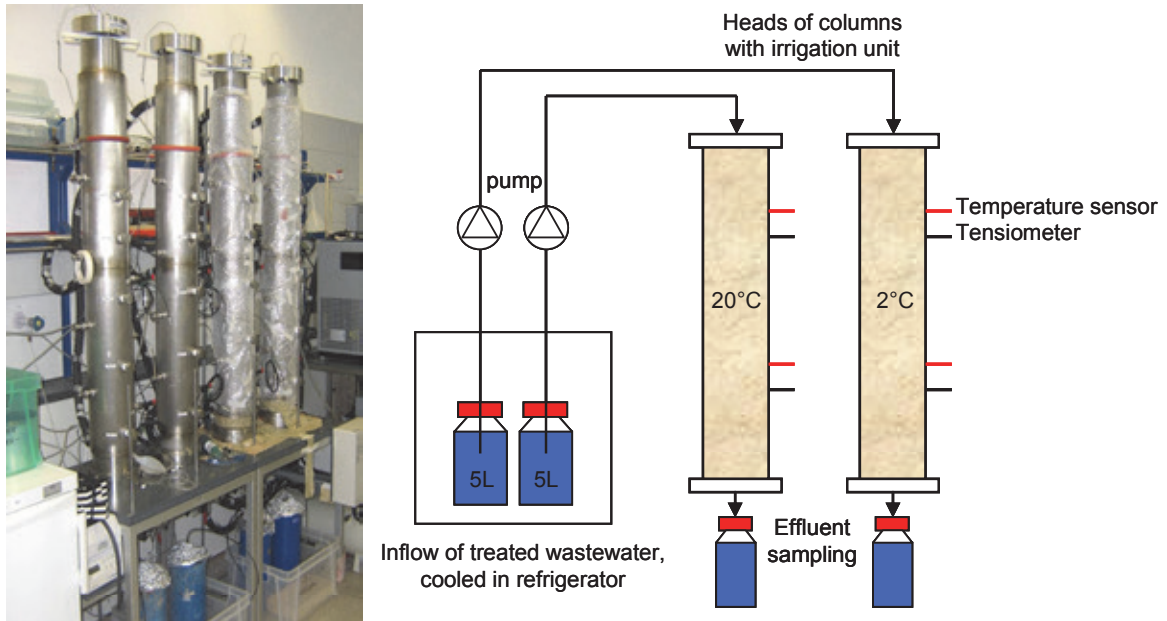 Heads of columns
with irrigation unit
pump
Temperature sensor
Tensiometer
20°C
2°C
5L
5L
Effluent
sampling
Inflow of treated wastewater,
cooled in refrigerator